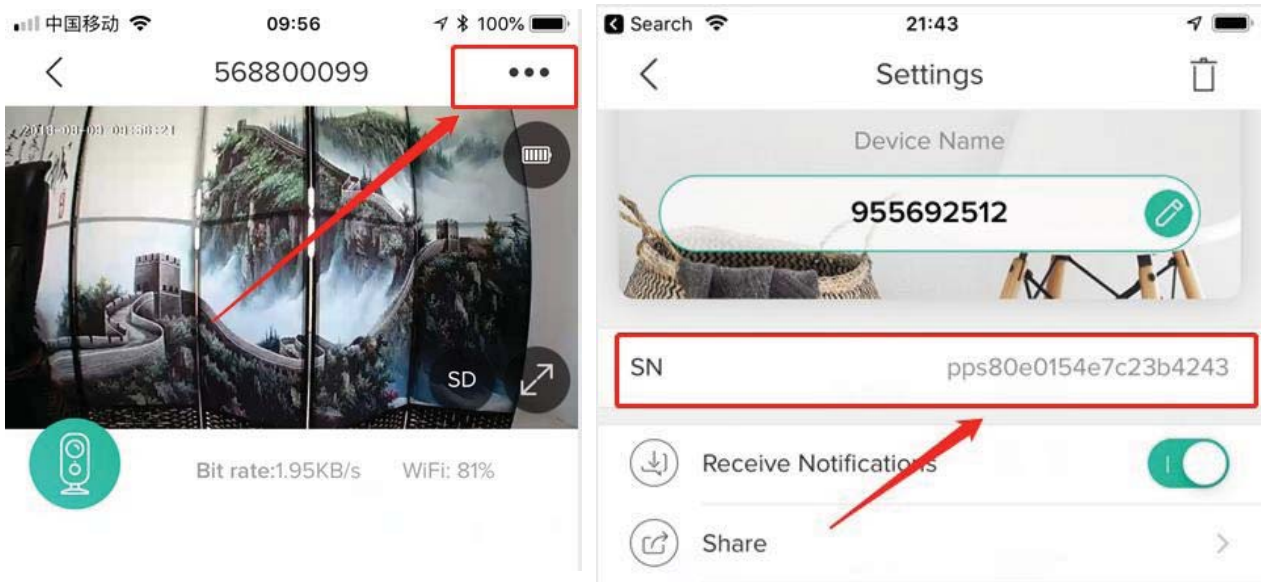 中国移动 09:56 100%
568800099
SD
Bit rate:1.95KB/s WiFi: 81%
Search 21:43
Settings
Device Name
955692512
SN pps80e0154e7c23b4243
Receive Notifications
Share